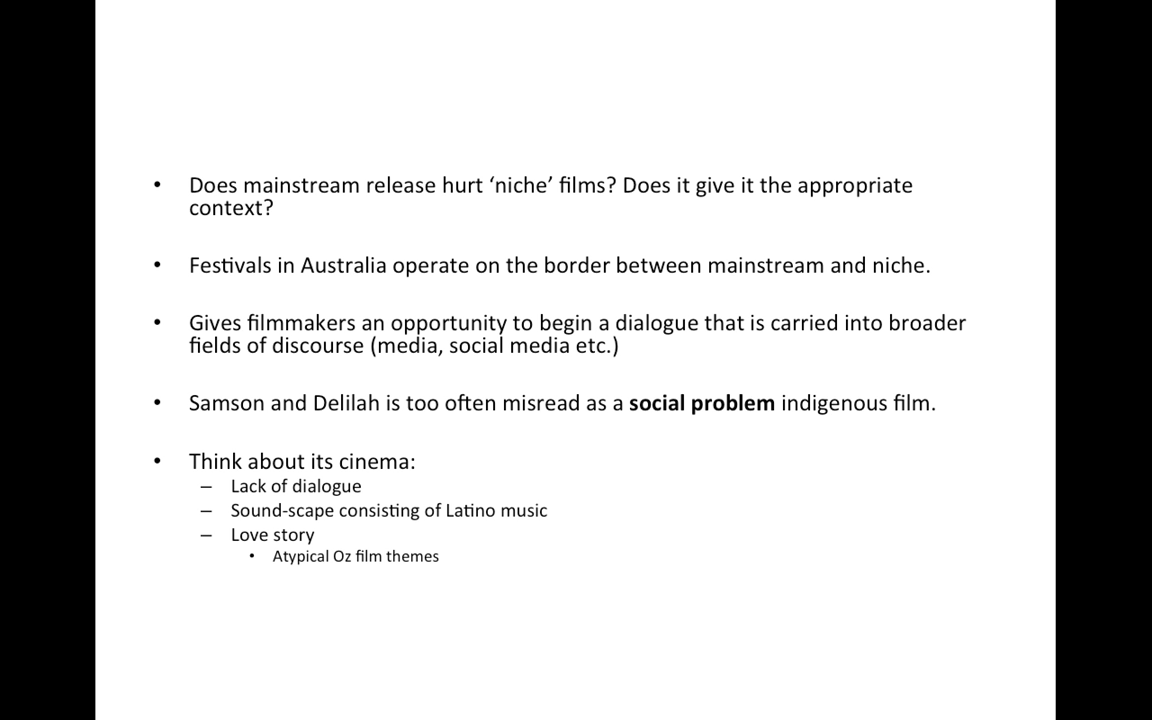 • Does mainstream release hurt ‘niche’ films? Does it give it the appropriate
context?
• Festivals in Australia operate on the border between mainstream and niche.
• Gives filmmakers an opportunity to begin a dialogue that is carried into broader
fields of discourse (media, social media etc.)
• Samson and Delilah is too often misread as a social problem indigenous film.
• Think about its cinema:
– Lack of dialogue
– Sound-scape consisting of Latino music
– Love story
• Atypical Oz film themes